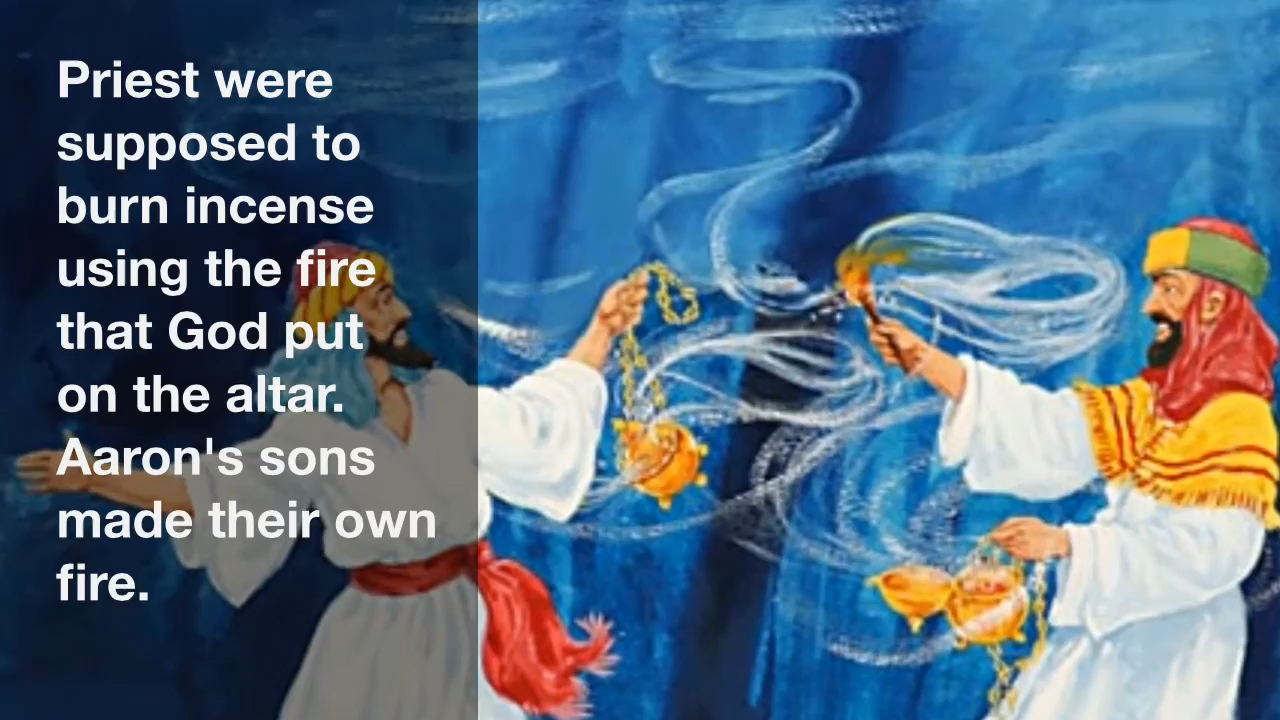 Priest were
supposed to
burn incense
using the fire
that God put
on the altar.
Aaron's sons
made their own
fire.